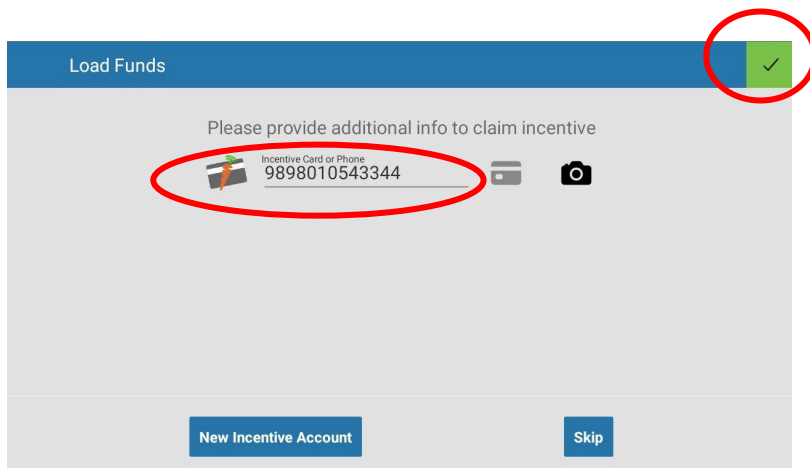 Load Funds
Please provide additional info to claim incentive
Incentive Card or Phone
9898010543344
New Incentive Account
Skip